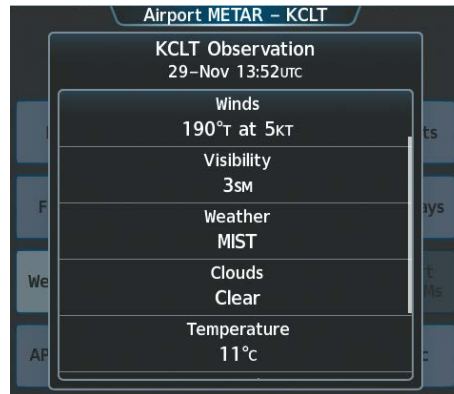 Airport METAR – KCLT
KCLT Observation
29–Nov 13:52UTC
Winds
190°T at 5KT
Visibility
3SM
Weather
MIST
Clouds
Clear
Temperature
11°C